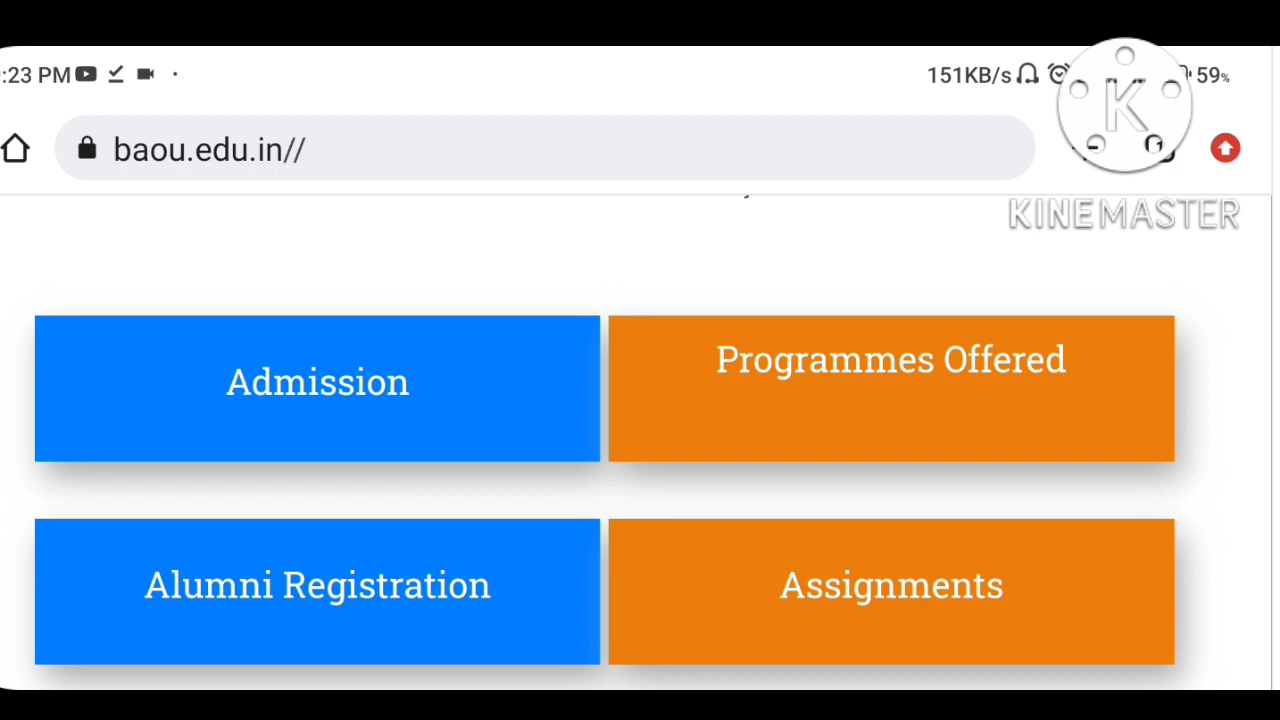 :23 PM
151KB/s
59%
baou.edu.in//
K
KINEMASTER
Admission
Programmes Offered
Alumni Registration
Assignments